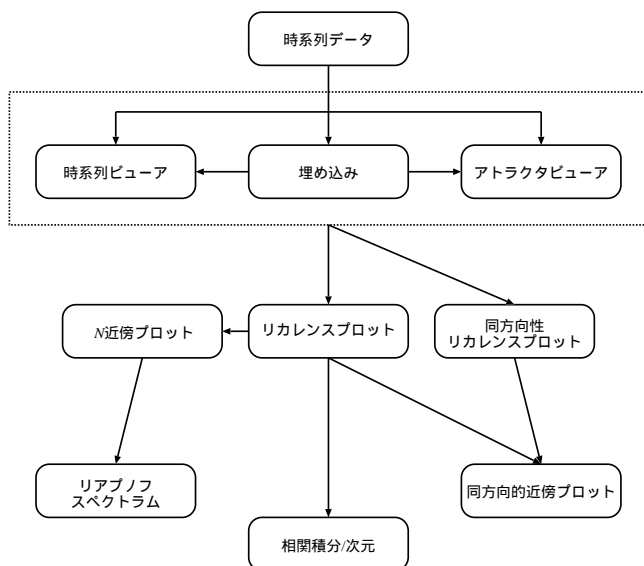 時系列データ
時系列ビューア
埋め込み
アトラクタビューア
N近傍プロット
リカレンスプロット
同方向性
リカレンスプロット
リアプノフ
スペクトラム
同方向的近傍プロット
相関積分/次元